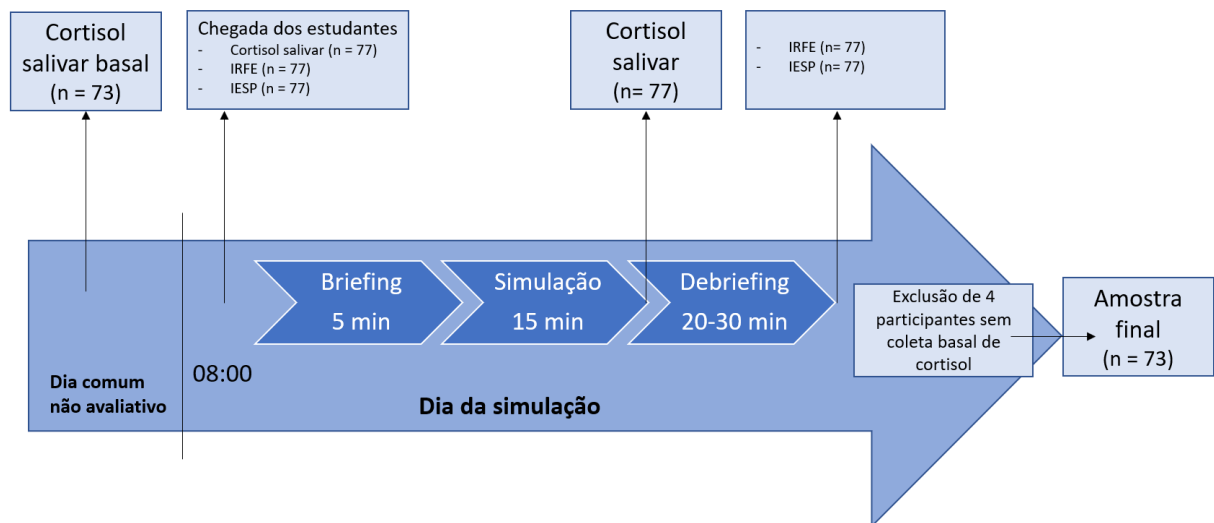 Cortisol
salivar basal
(n = 73)
Chegada dos estudantes
- Cortisol salivar (n = 77)
- IRFE (n = 77)
- IESP (n = 77)
Cortisol
salivar
(n= 77)
- IRFE (n= 77)
- IESP (n= 77)
Briefing
5 min
Simulação
15 min
Debriefing
20-30 min
Exclusão de 4
participantes sem
coleta basal de
cortisol
Amostra
final
(n = 73)
Dia comum
não avaliativo
08:00
Dia da simulação